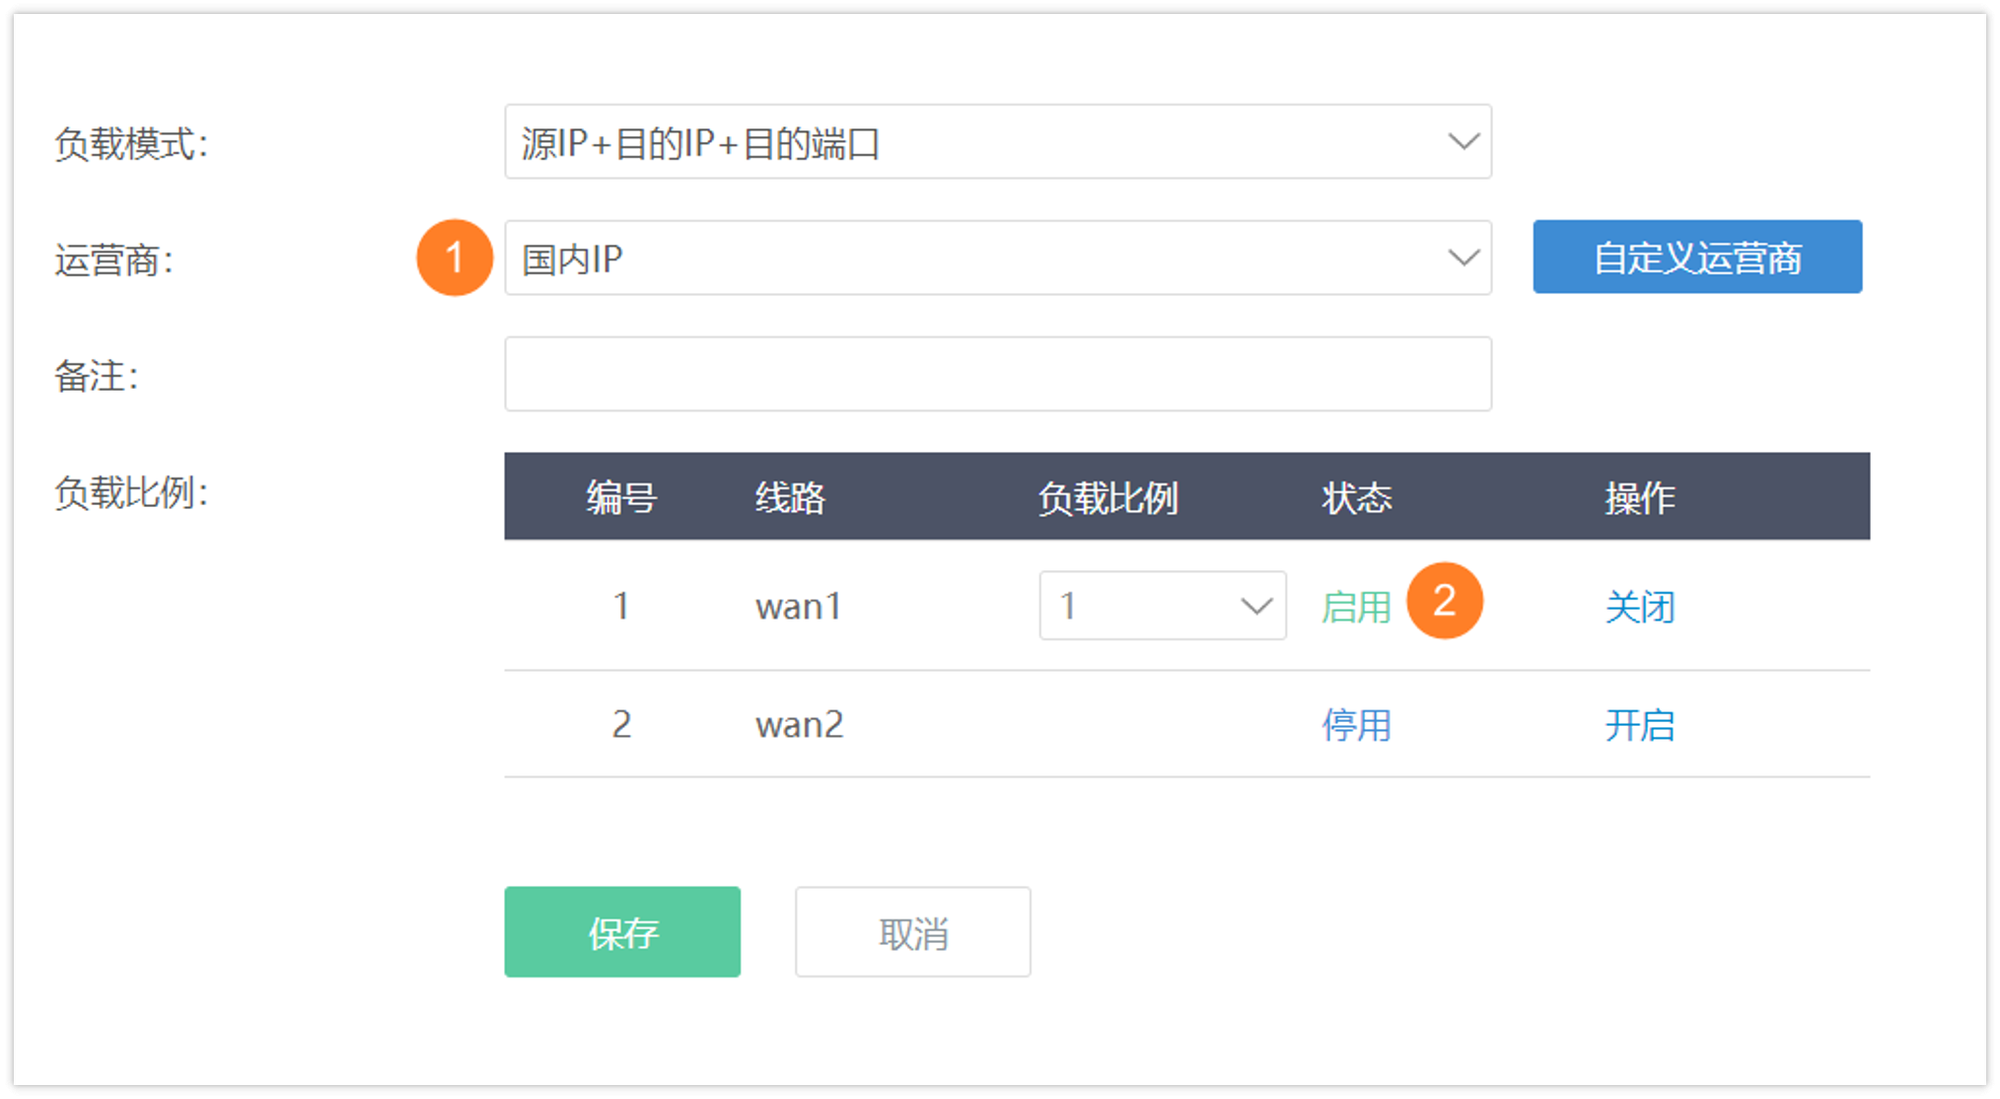 负载模式：
源IP+目的IP+目的端口
运营商：
1
国内IP
自定义运营商
备注：
负载比例：
编号 线路 负载比例 状态 操作
1 wan1 1 启用 2 关闭
2 wan2 停用 开启
保存 取消